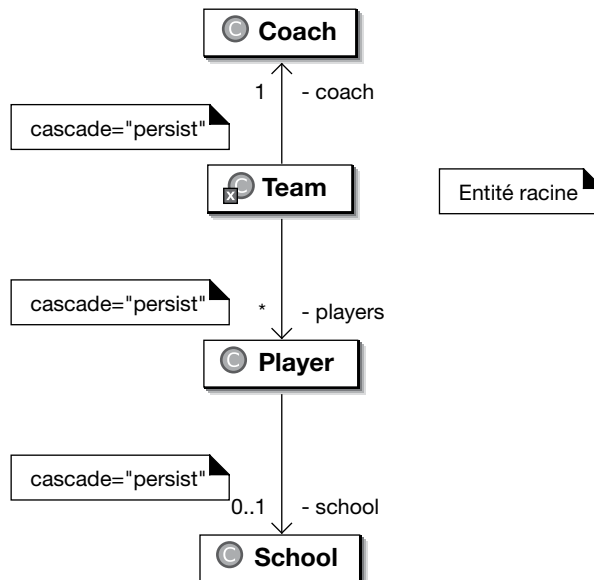 C Coach
1 - coach
cascade="persist"
C Team
x
Entité racine
cascade="persist"
* - players
C Player
cascade="persist"
0..1 - school
C School